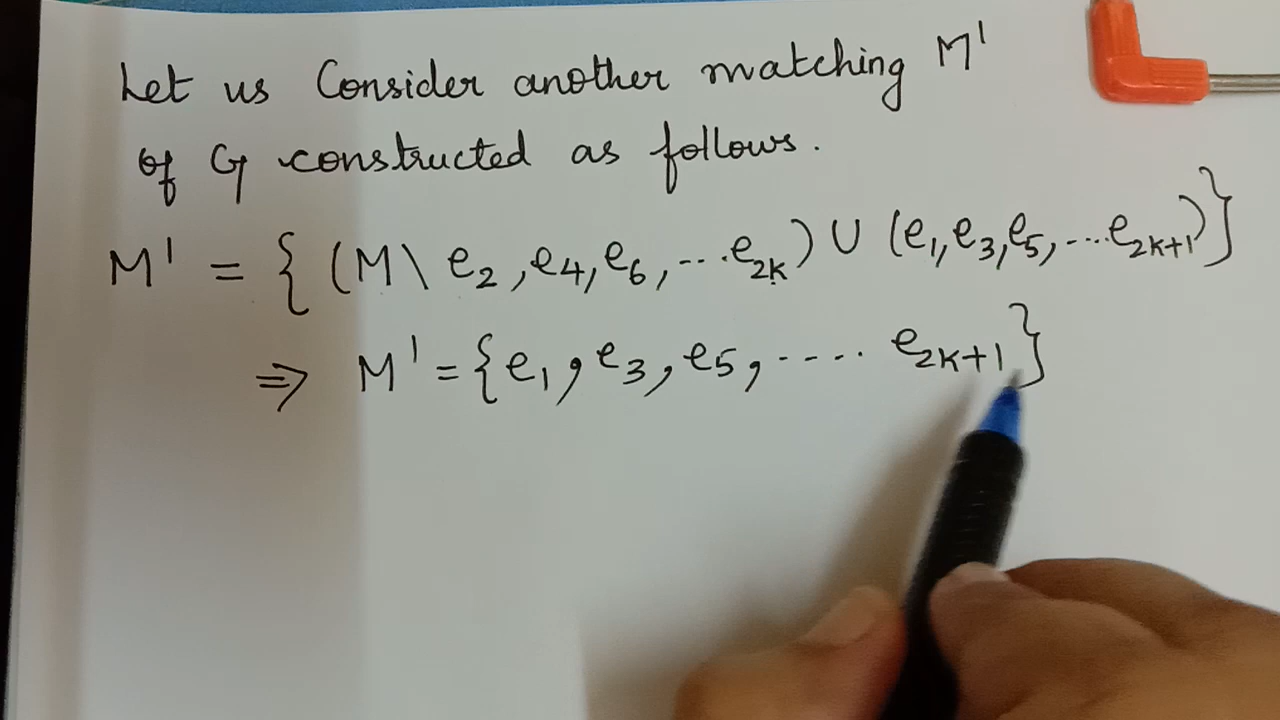 Let us Consider another matching M'
of G constructed as follows.
M' = { (M \ e₂, e₄, e₆, ... e₂ₖ) ∪ (e₁, e₃, e₅, .... e₂ₖ₊₁) }
⇒ M' = { e₁, e₃, e₅, .... e₂ₖ₊₁ }